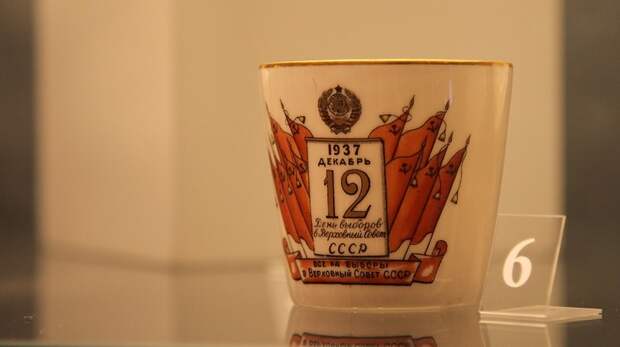 1937
ДЕКАБРЬ
12
День выборов
в Верховный Совет
СССР
ВСЕ НА ВЫБОРЫ
в ВЕРХОВНЫЙ СОВЕТ СССР
6